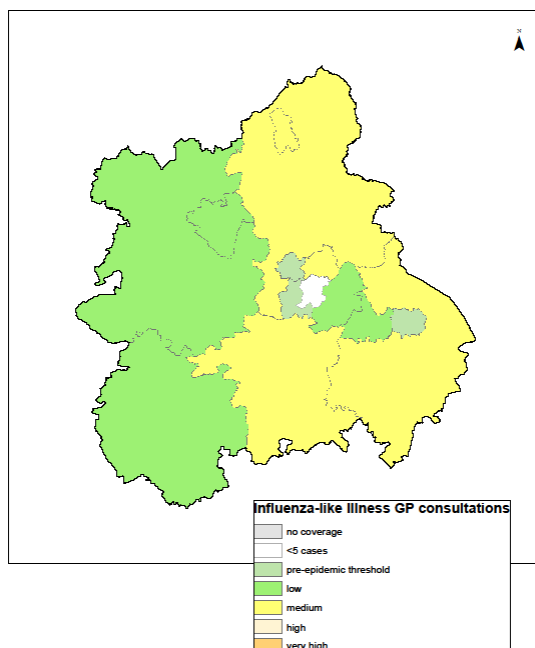 N
Influenza-like Illness GP consultations
no coverage
<5 cases
pre-epidemic threshold
low
medium
high
very high